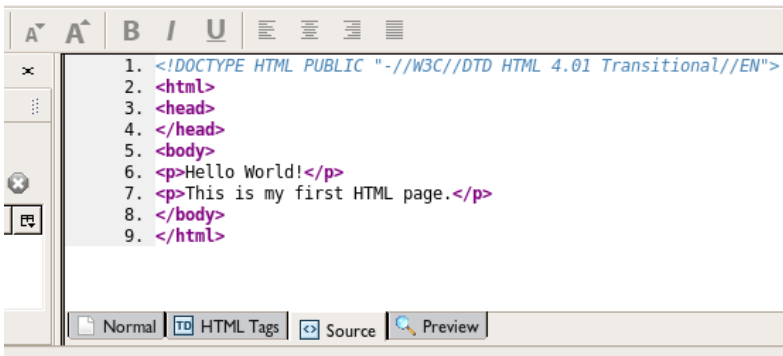 A A B I U
1. <!DOCTYPE HTML PUBLIC "-//W3C//DTD HTML 4.01 Transitional//EN">
2. <html>
3. <head>
4. </head>
5. <body>
6. <p>Hello World!</p>
7. <p>This is my first HTML page.</p>
8. </body>
9. </html>
Normal TD HTML Tags <> Source Preview